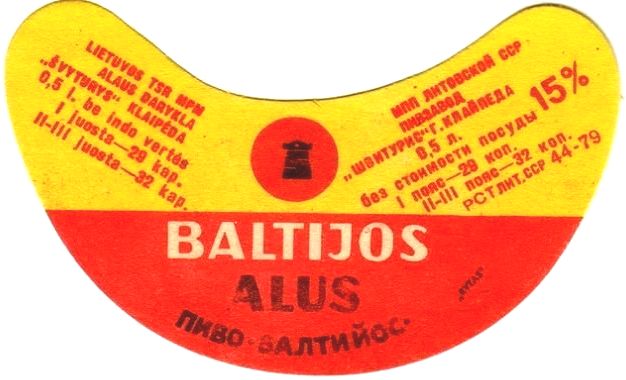 LIETUVOS TSR MPM
ALAUS DARYKLA
„ŠVYTURYS“ KLAIPĖDA
0,5 l. be indo vertės
I juosta—29 kap.
II-III juosta—32 kap.
МПП ЛИТОВСКОЙ ССР
ПИВЗАВОД
„ШВИТУРИС“ Г. КЛАЙПЕДА
0,5 л.
без стоимости посуды
I пояс—29 коп.
II-III пояс—32 коп.
РСТ ЛИТ.ССР 44-79
15%
BALTIJOS
ALUS
ПИВО·БАЛТИЙОС·